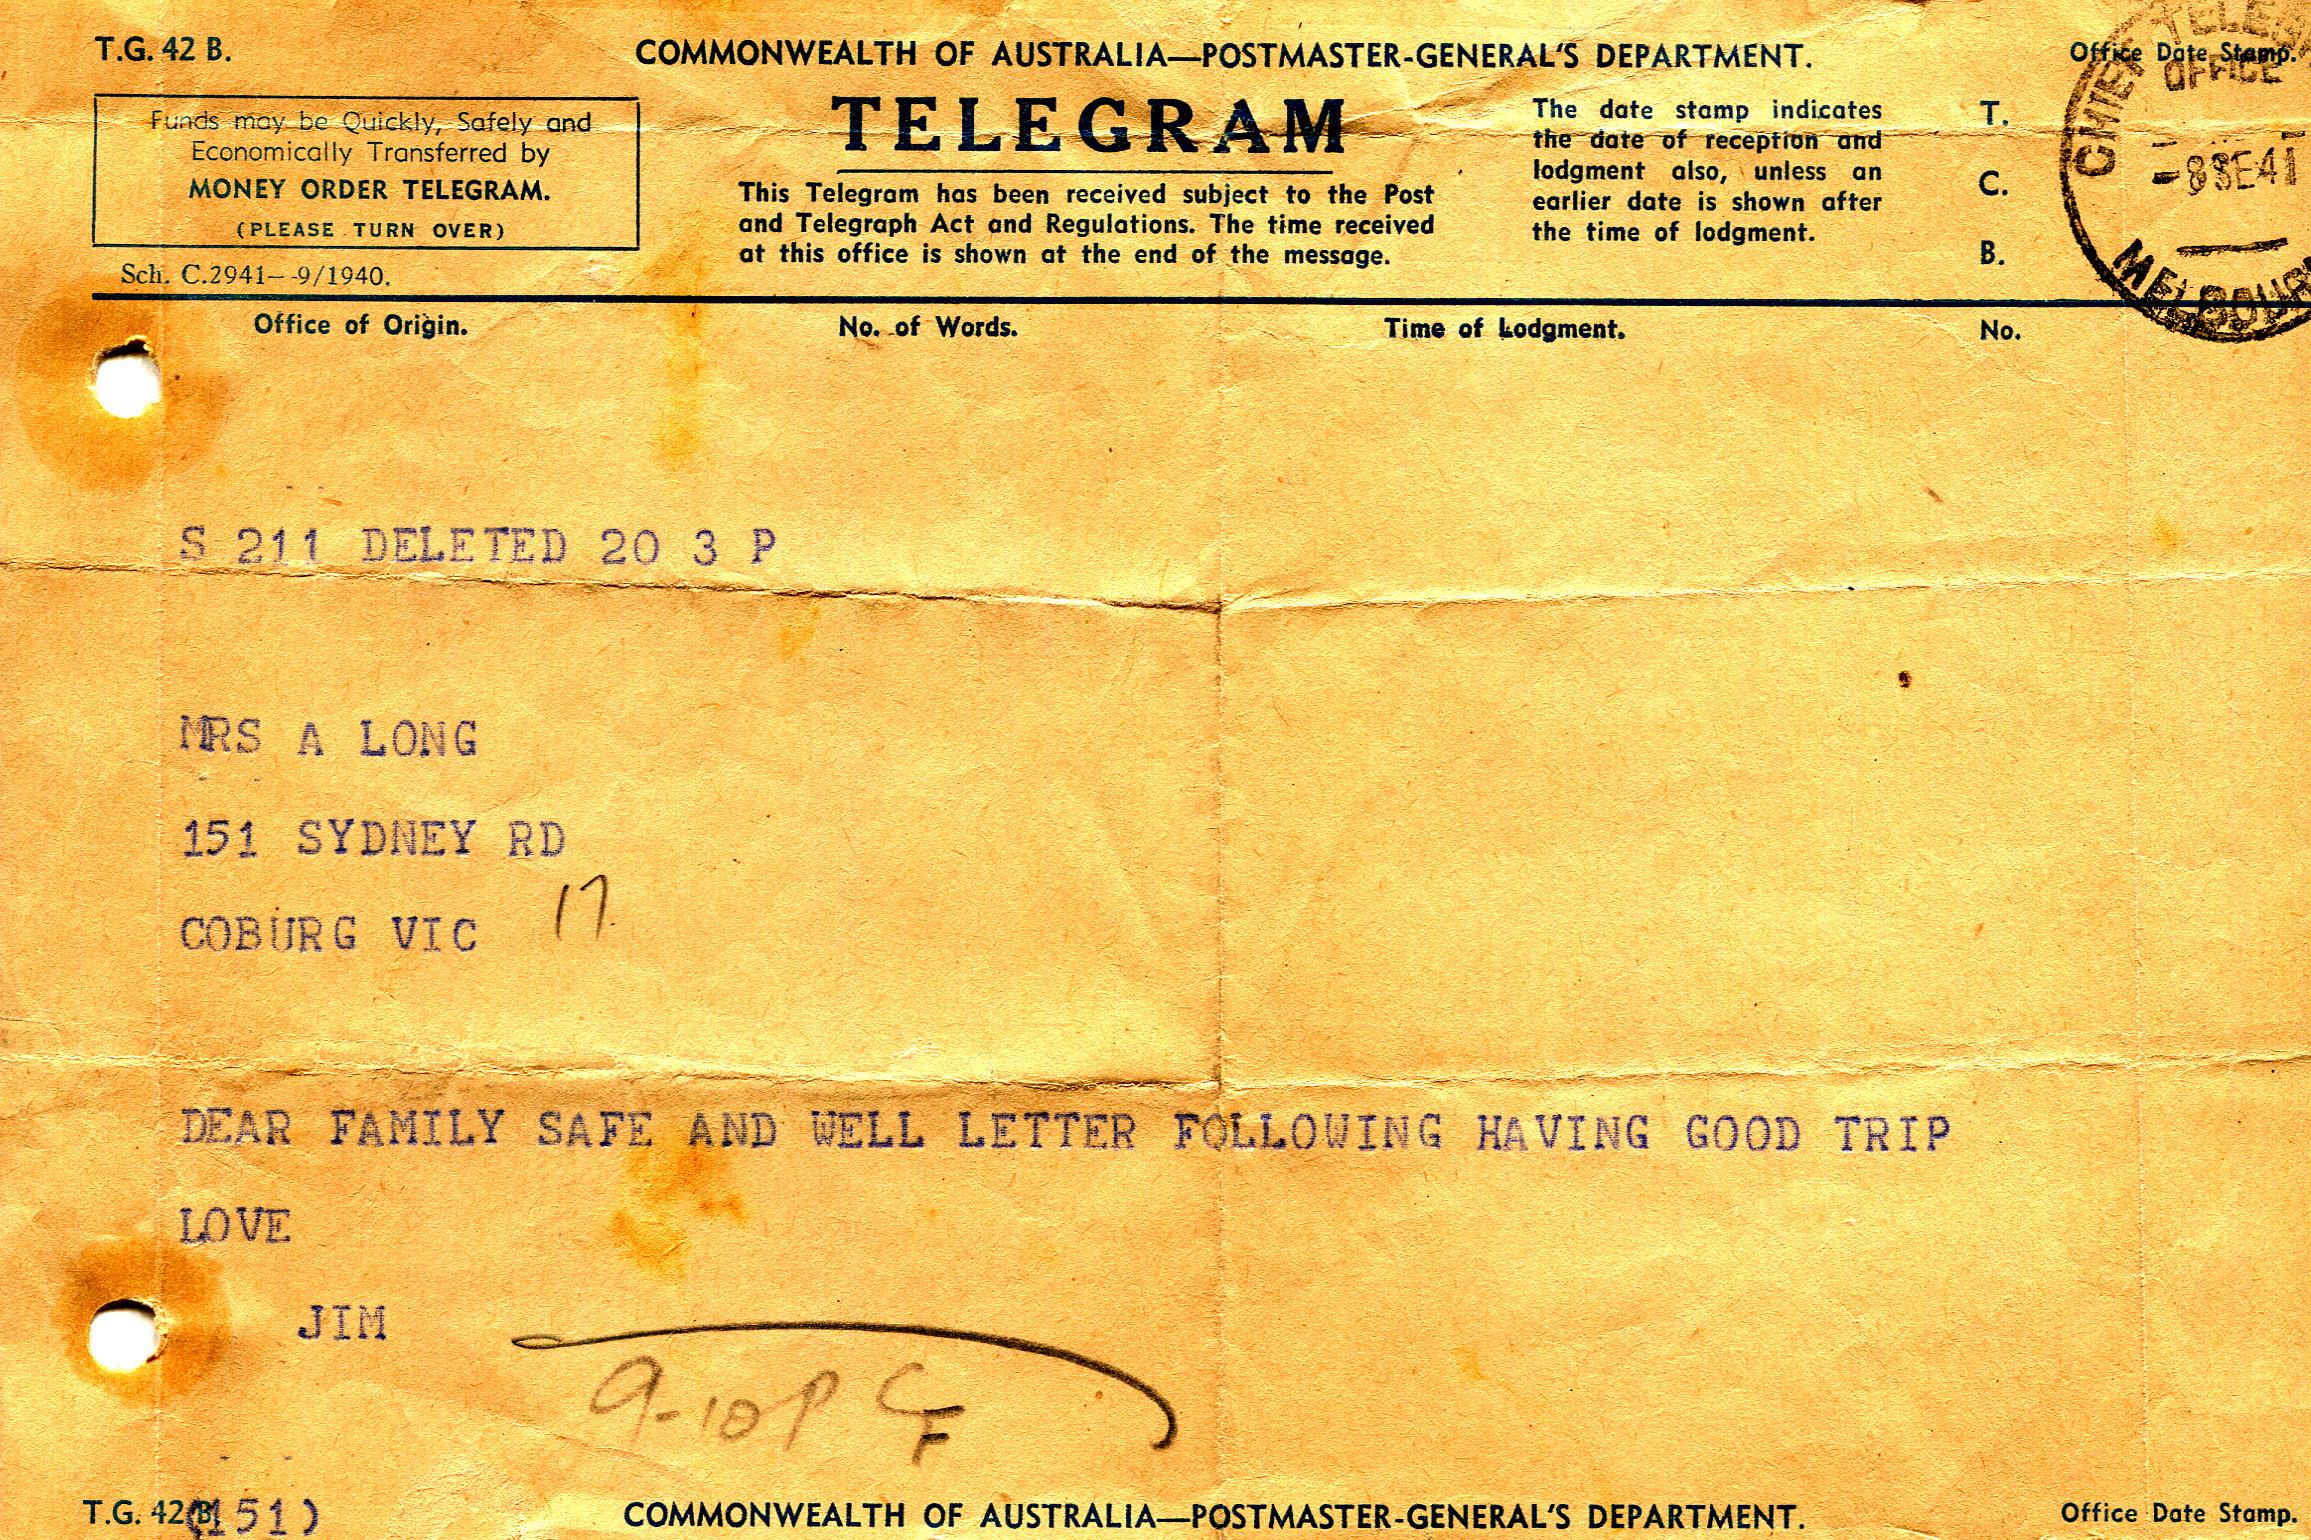 T.G. 42 B.
COMMONWEALTH OF AUSTRALIA—POSTMASTER-GENERAL'S DEPARTMENT.
Office Date Stamp.
Funds may be Quickly, Safely and
Economically Transferred by
MONEY ORDER TELEGRAM.
(PLEASE TURN OVER)
Sch. C.2941— -9/1940.
TELEGRAM
This Telegram has been received subject to the Post
and Telegraph Act and Regulations. The time received
at this office is shown at the end of the message.
The date stamp indicates
the date of reception and
lodgment also, unless an
earlier date is shown after
the time of lodgment.
T.
C.
B.
CHIEF TELEG
OFFICE
-8SE41
MELBOUR
Office of Origin.
No. of Words.
Time of Lodgment.
No.
S 211 DELETED 20 3 P
MRS A LONG
151 SYDNEY RD
COBURG VIC
17.
DEAR FAMILY SAFE AND WELL LETTER FOLLOWING HAVING GOOD TRIP
LOVE
JIM
9-10P CF
T.G. 42 B.
(151)
COMMONWEALTH OF AUSTRALIA—POSTMASTER-GENERAL'S DEPARTMENT.
Office Date Stamp.